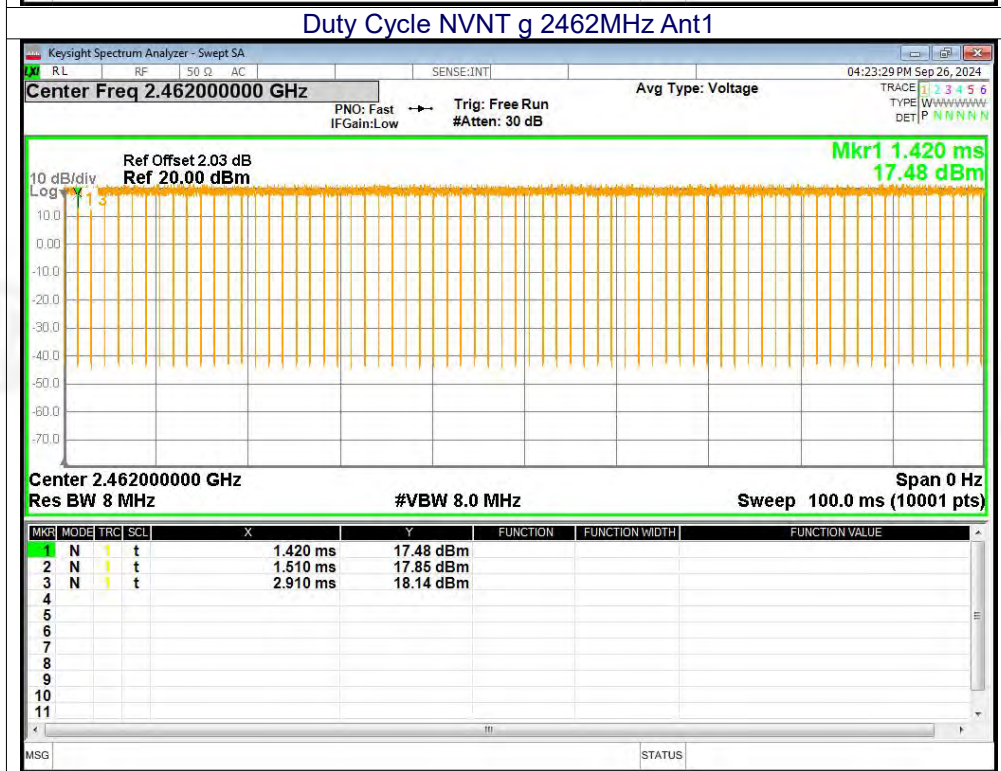 Duty Cycle NVNT g 2462MHz Ant1
Keysight Spectrum Analyzer - Swept SA
LXI RL RF 50 Ω AC SENSE:INT 04:23:29 PM Sep 26, 2024
Center Freq 2.462000000 GHz Avg Type: Voltage TRACE 1 2 3 4 5 6
PNO: Fast Trig: Free Run TYPE WWWWWW
IFGain:Low #Atten: 30 dB DET P NNNNN
Mkr1 1.420 ms
17.48 dBm
Ref Offset 2.03 dB
10 dB/div Ref 20.00 dBm
Log
1 3
10.0
0.00
-10.0
-20.0
-30.0
-40.0
-50.0
-60.0
-70.0
Center 2.462000000 GHz Span 0 Hz
Res BW 8 MHz #VBW 8.0 MHz Sweep 100.0 ms (10001 pts)
MKR MODE TRC SCL X Y FUNCTION FUNCTION WIDTH FUNCTION VALUE
1 N 1 t 1.420 ms 17.48 dBm
2 N 1 t 1.510 ms 17.85 dBm
3 N 1 t 2.910 ms 18.14 dBm
4
5
6
7
8
9
10
11
MSG STATUS